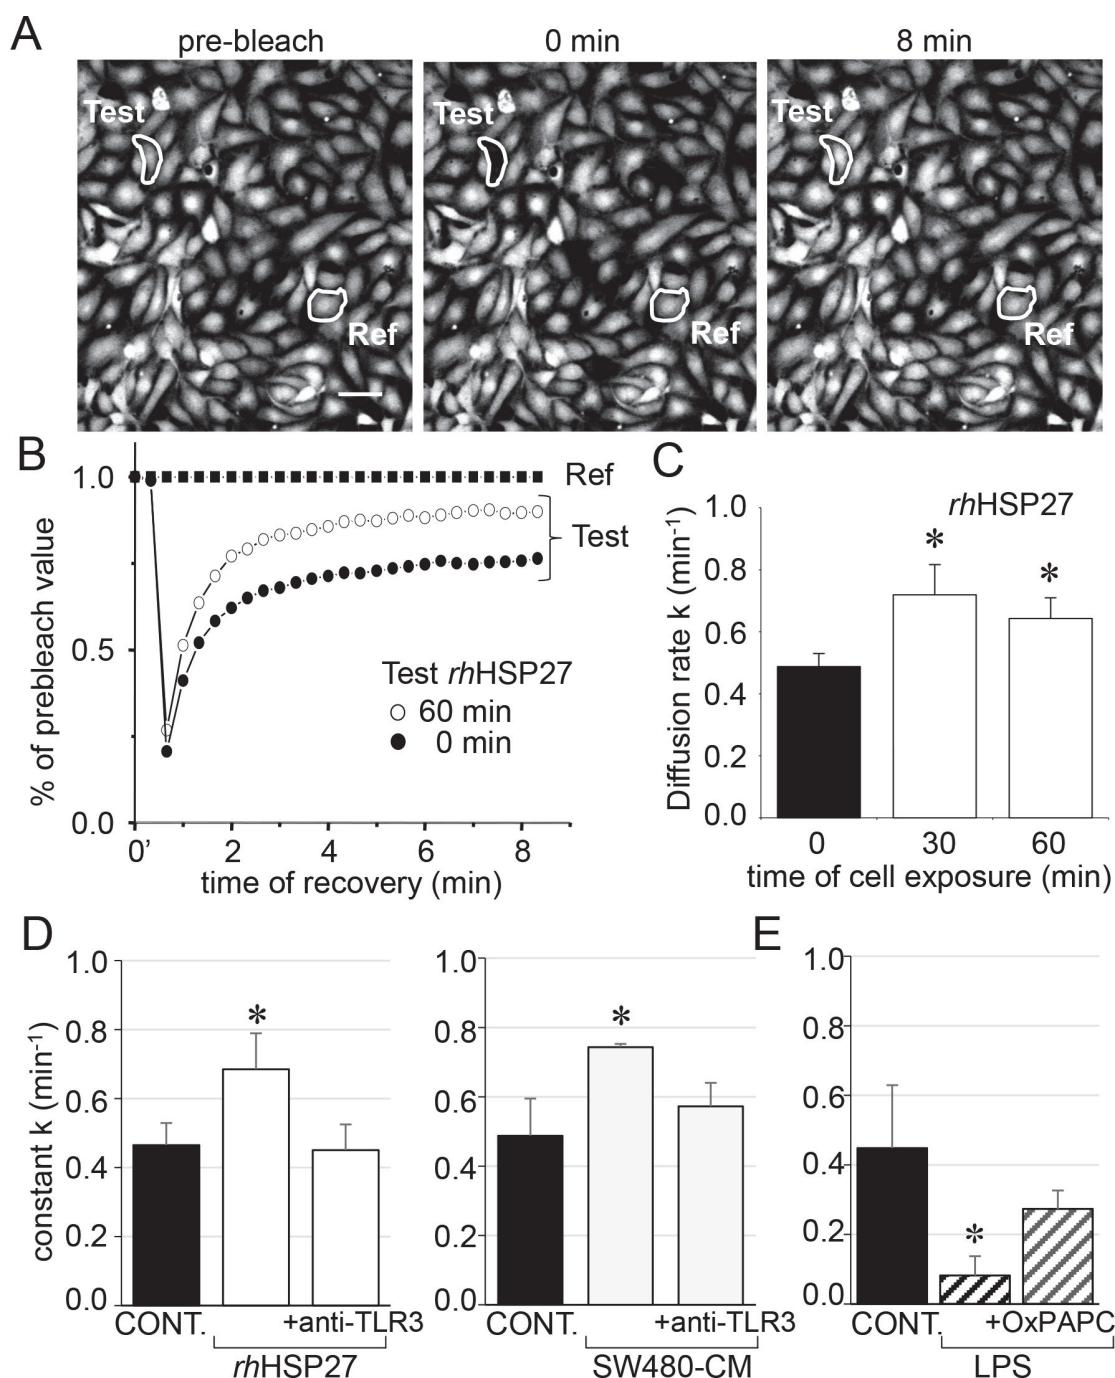 A
pre-bleach
0 min
8 min
Test
Ref
Test
Ref
Test
Ref
B
% of prebleach value
1.0
0.5
0.0
0'
2
4
6
8
time of recovery (min)
Ref
Test
Test rhHSP27
60 min
0 min
C
Diffusion rate k (min-1)
1.0
0.8
0.6
0.4
0.2
0.0
rhHSP27
*
*
0
30
60
time of cell exposure (min)
D
constant k (min-1)
1.0
0.8
0.6
0.4
0.2
0.0
*
CONT.
+anti-TLR3
rhHSP27
1.0
0.8
0.6
0.4
0.2
0.0
*
CONT.
+anti-TLR3
SW480-CM
E
1.0
0.8
0.6
0.4
0.2
0.0
*
CONT.
+OxPAPC
LPS